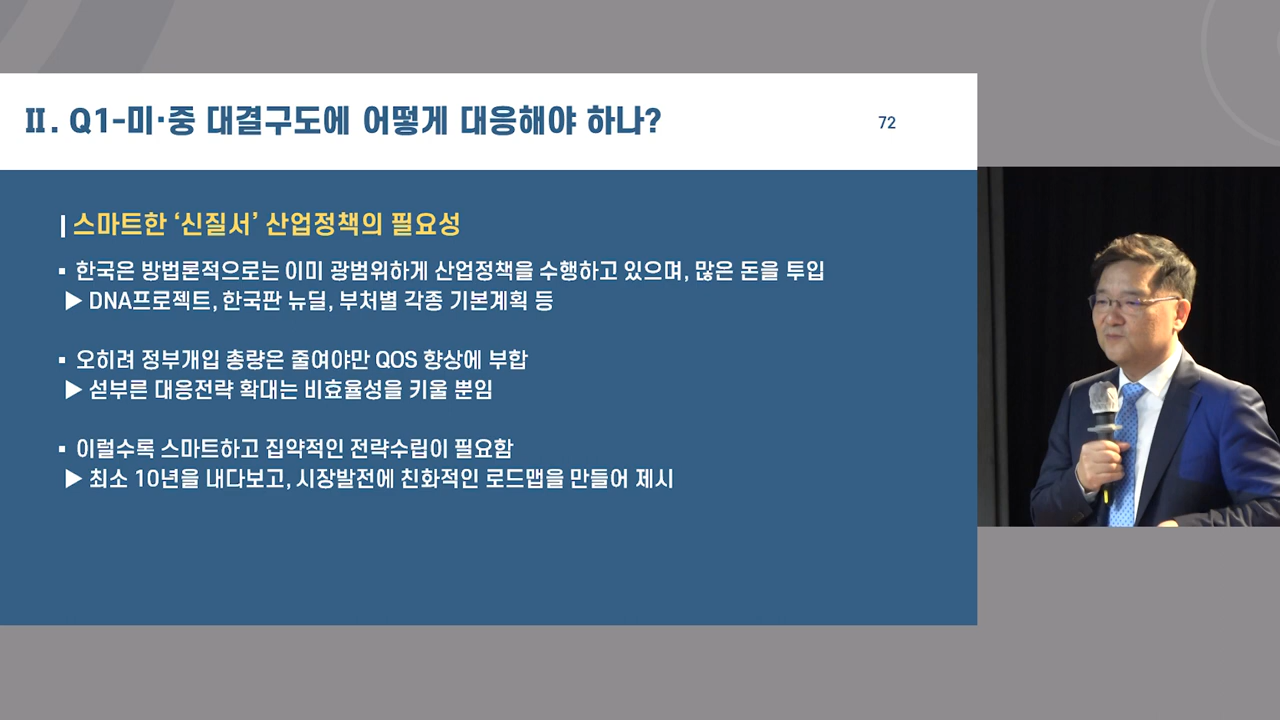 Ⅱ. Q1-미·중 대결구도에 어떻게 대응해야 하나?
72
스마트한 ‘신질서’ 산업정책의 필요성
▪ 한국은 방법론적으로는 이미 광범위하게 산업정책을 수행하고 있으며, 많은 돈을 투입
▶ DNA프로젝트, 한국판 뉴딜, 부처별 각종 기본계획 등
▪ 오히려 정부개입 총량은 줄여야만 QOS 향상에 부합
▶ 섣부른 대응전략 확대는 비효율성을 키울 뿐임
▪ 이럴수록 스마트하고 집약적인 전략수립이 필요함
▶ 최소 10년을 내다보고, 시장발전에 친화적인 로드맵을 만들어 제시